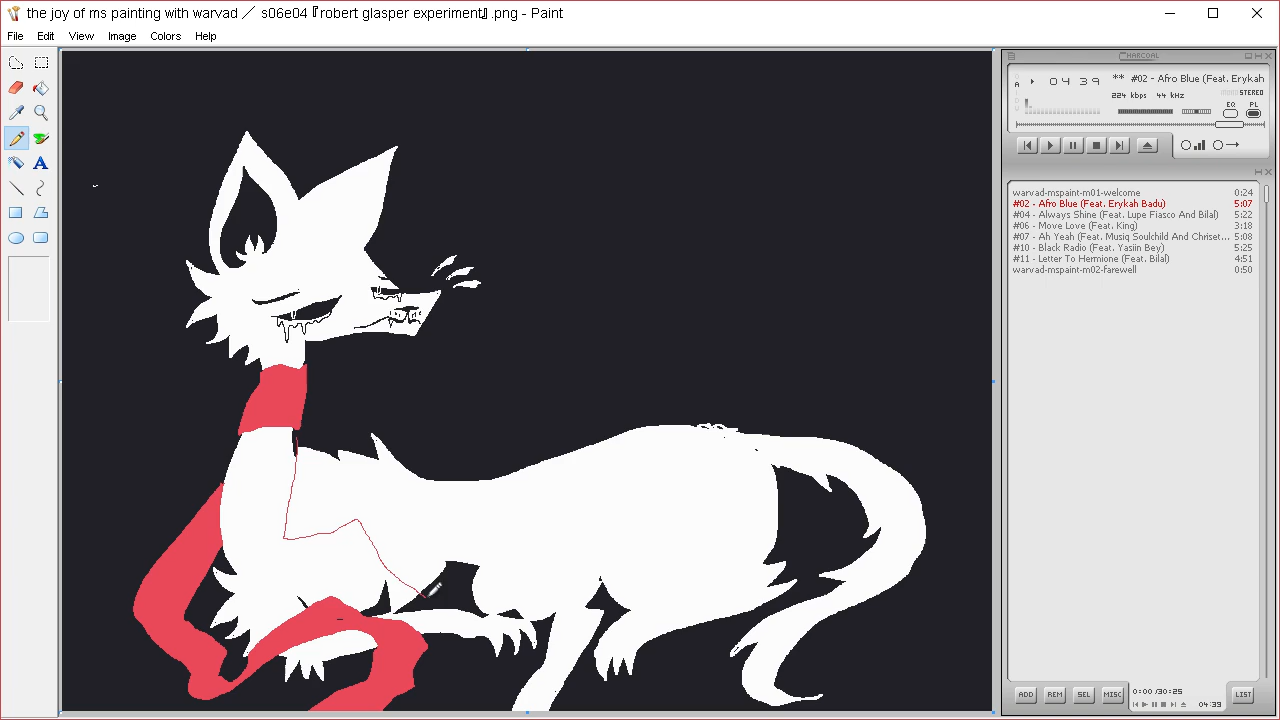 the joy of ms painting with warvad ／ s06e04『robert glasper experiment』.png - Paint
File Edit View Image Colors Help
CHARCOAL
04 39 ** #02 - Afro Blue (Feat. Erykah
224 kbps 44 kHz STEREO
EQ PL
warvad-mspaint-m01-welcome 0:24
#02 - Afro Blue (Feat. Erykah Badu) 5:07
#04 - Always Shine (Feat. Lupe Fiasco And Bilal) 5:22
#06 - Move Love (Feat. King) 3:18
#07 - Ah Yeah (Feat. Musiq Soulchild And Chriset... 5:08
#10 - Black Radio (Feat. Yasiin Bey) 5:25
#11 - Letter To Hermione (Feat. Bilal) 4:51
warvad-mspaint-m02-farewell 0:50
ADD REM SEL MISC 0:00/30:25 LIST
04:39